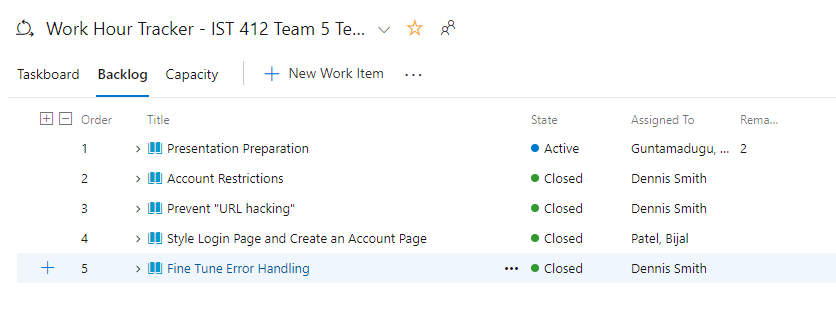 Work Hour Tracker - IST 412 Team 5 Te...
Taskboard Backlog Capacity New Work Item ...
Order Title State Assigned To Rema...
1 Presentation Preparation Active Guntamadugu, ... 2
2 Account Restrictions Closed Dennis Smith
3 Prevent "URL hacking" Closed Dennis Smith
4 Style Login Page and Create an Account Page Closed Patel, Bijal
5 Fine Tune Error Handling ... Closed Dennis Smith